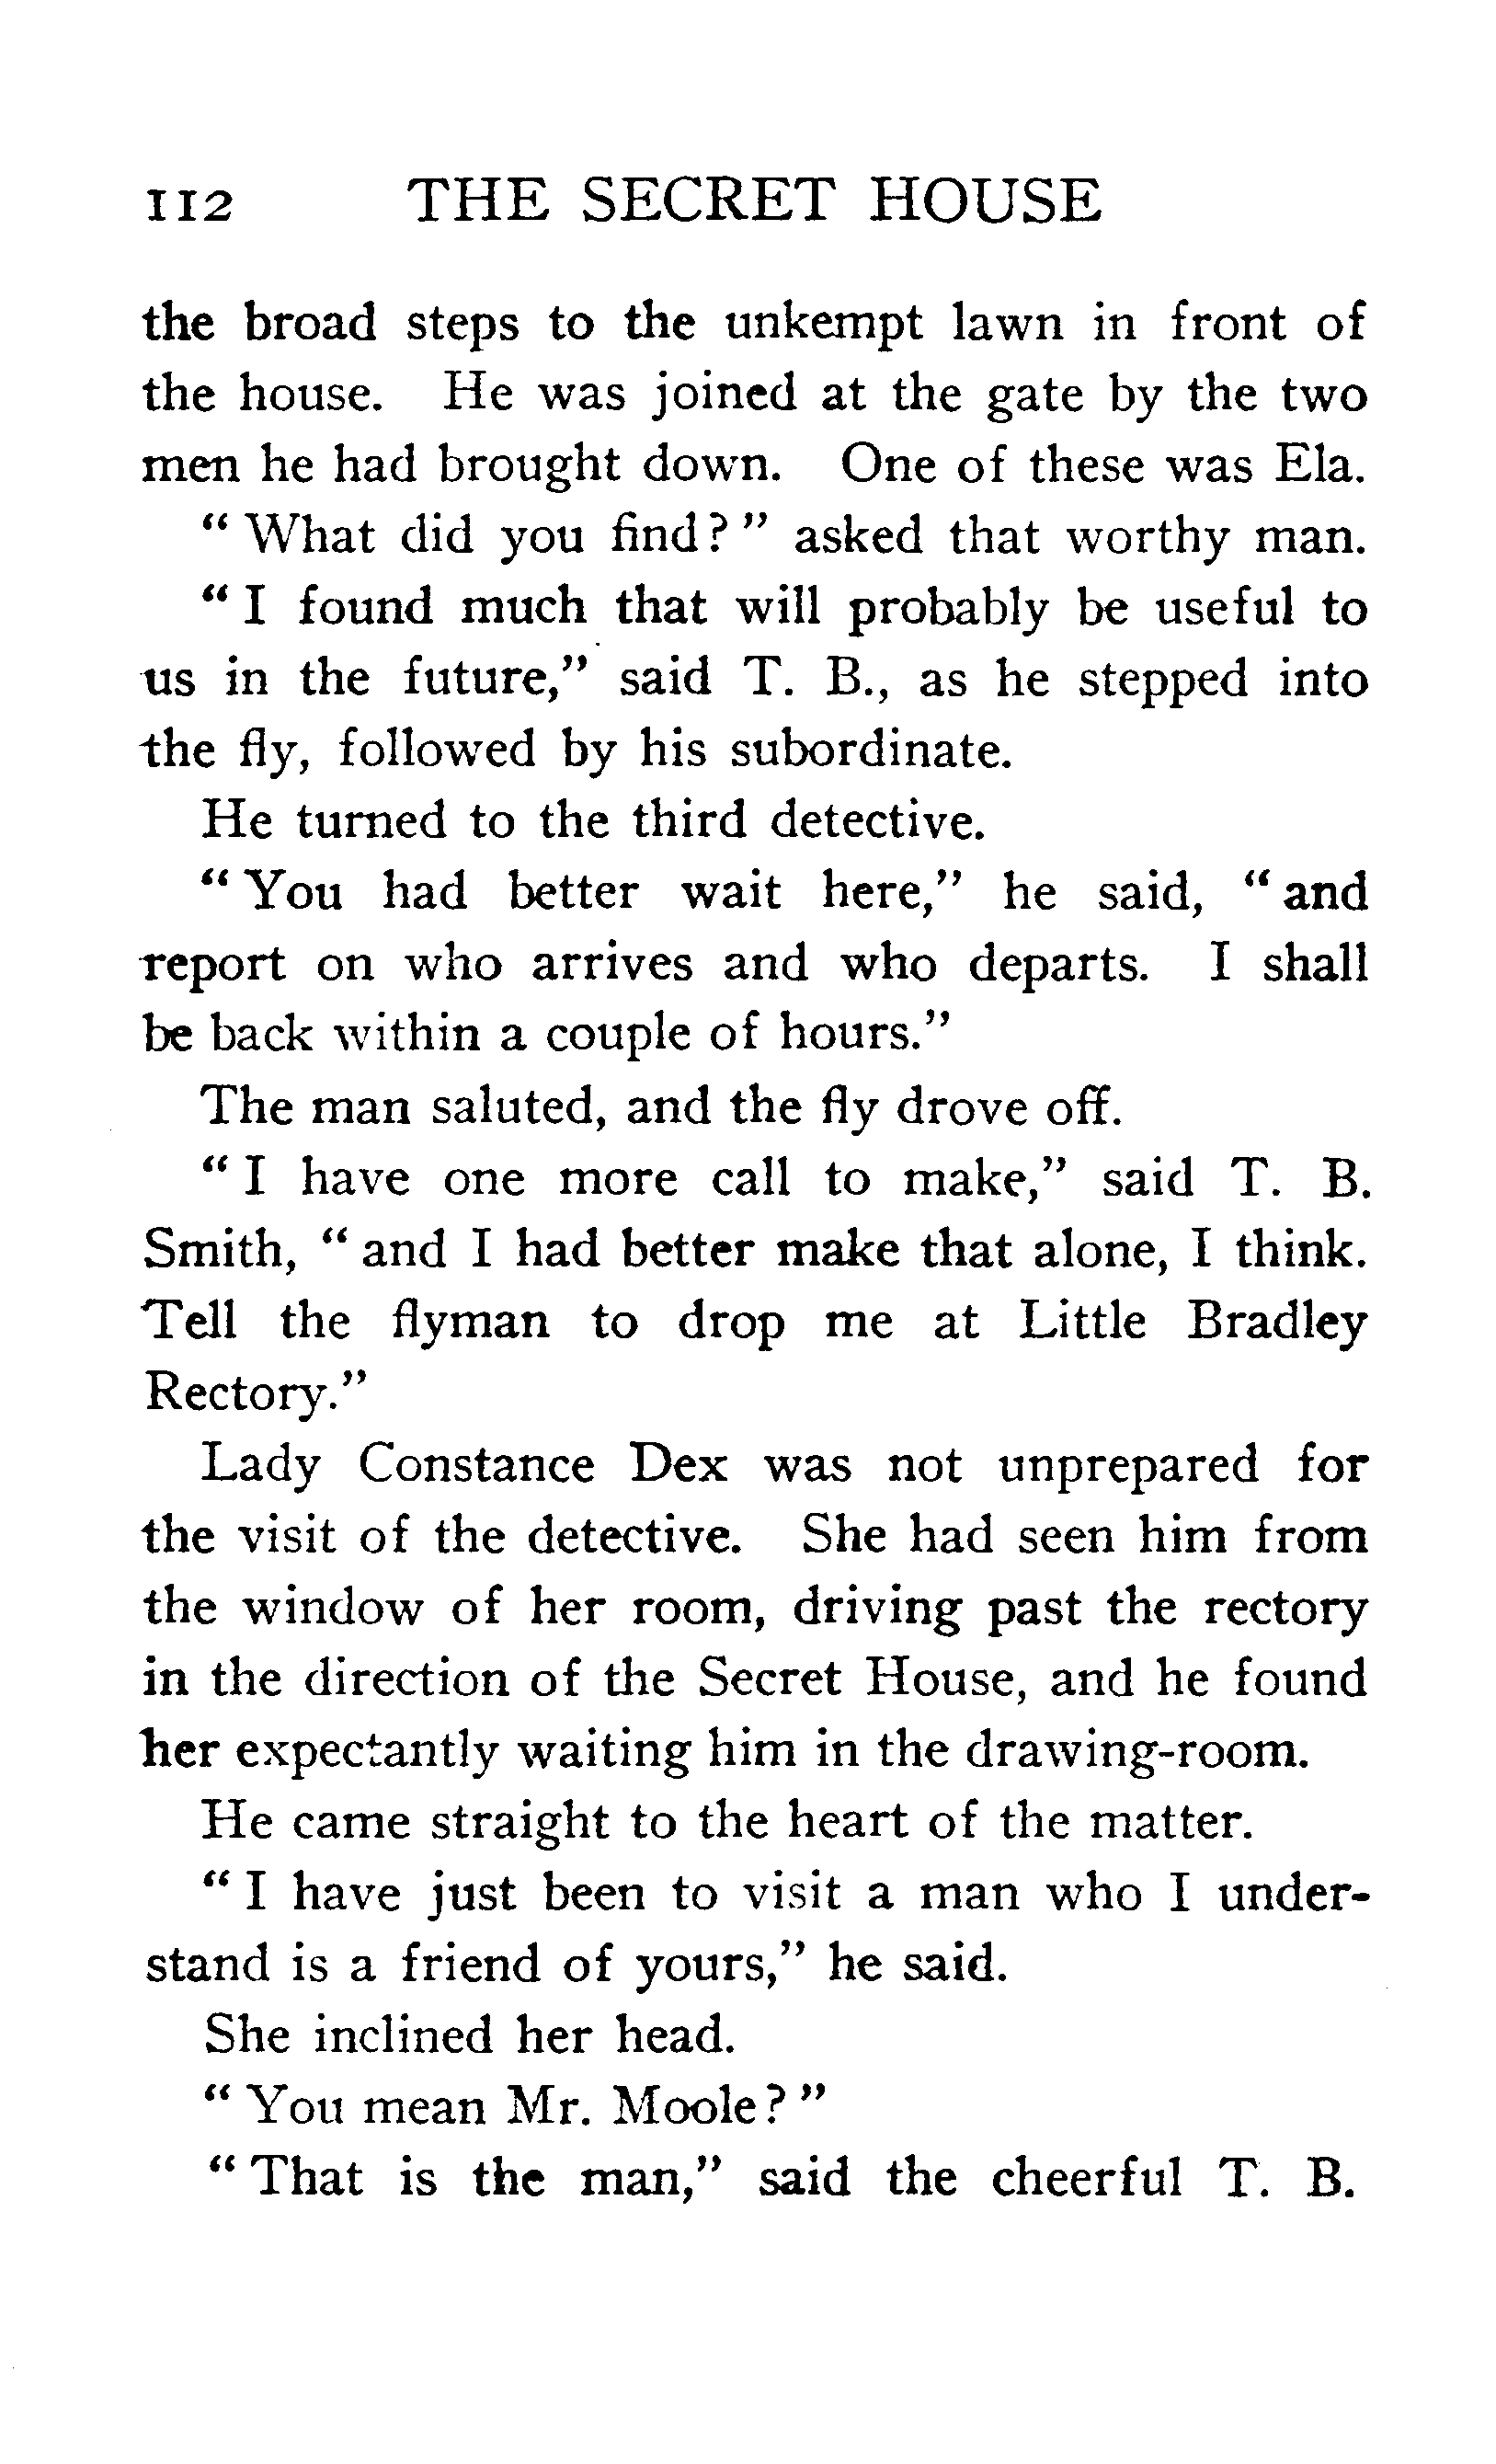 112 THE SECRET HOUSE
the broad steps to the unkempt lawn in front of
the house. He was joined at the gate by the two
men he had brought down. One of these was Ela.
“ What did you find? ” asked that worthy man.
“ I found much that will probably be useful to
us in the future,” said T. B., as he stepped into
the fly, followed by his subordinate.
He turned to the third detective.
“ You had better wait here,” he said, “ and
report on who arrives and who departs. I shall
be back within a couple of hours.”
The man saluted, and the fly drove off.
“ I have one more call to make,” said T. B.
Smith, “ and I had better make that alone, I think.
Tell the flyman to drop me at Little Bradley
Rectory.”
Lady Constance Dex was not unprepared for
the visit of the detective. She had seen him from
the window of her room, driving past the rectory
in the direction of the Secret House, and he found
her expectantly waiting him in the drawing-room.
He came straight to the heart of the matter.
“ I have just been to visit a man who I under-
stand is a friend of yours,” he said.
She inclined her head.
“ You mean Mr. Moole? ”
“ That is the man,” said the cheerful T. B.